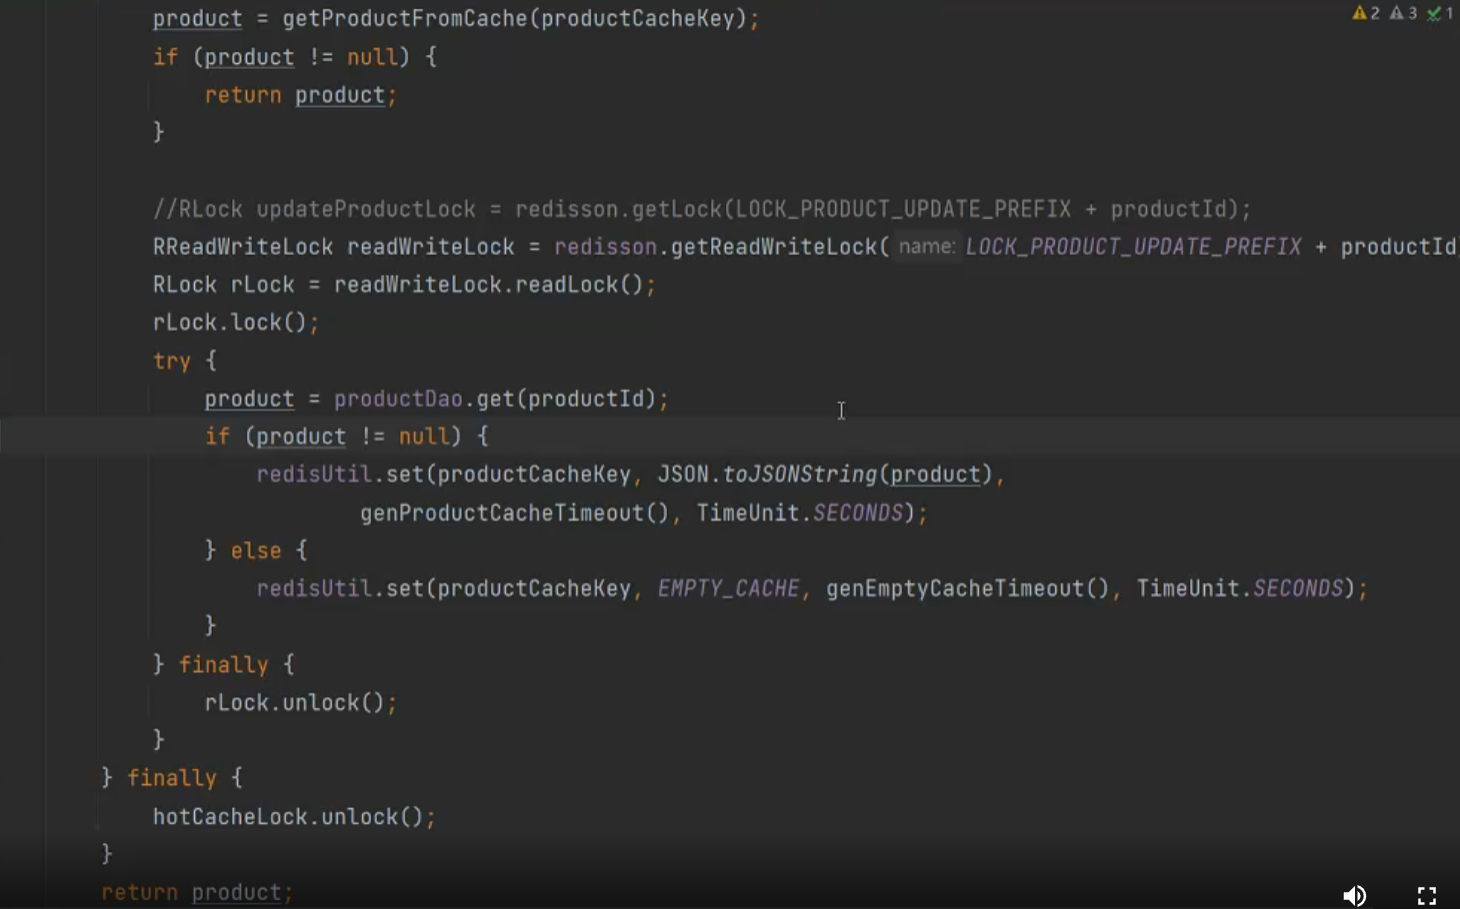 product = getProductFromCache(productCacheKey);
2 3 1
if (product != null) {
return product;
}
//RLock updateProductLock = redisson.getLock(LOCK_PRODUCT_UPDATE_PREFIX + productId);
RReadWriteLock readWriteLock = redisson.getReadWriteLock( name: LOCK_PRODUCT_UPDATE_PREFIX + productId)
RLock rLock = readWriteLock.readLock();
rLock.lock();
try {
product = productDao.get(productId);
if (product != null) {
redisUtil.set(productCacheKey, JSON.toJSONString(product),
genProductCacheTimeout(), TimeUnit.SECONDS);
} else {
redisUtil.set(productCacheKey, EMPTY_CACHE, genEmptyCacheTimeout(), TimeUnit.SECONDS);
}
} finally {
rLock.unlock();
}
} finally {
hotCacheLock.unlock();
}
return product;